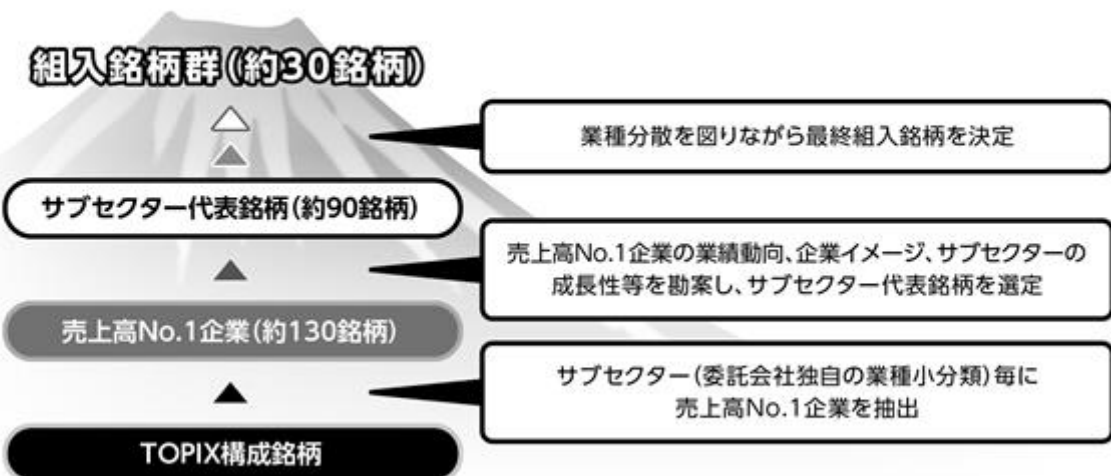 組入銘柄群(約30銘柄)
業種分散を図りながら最終組入銘柄を決定
サブセクター代表銘柄(約90銘柄)
売上高No.1企業の業績動向、企業イメージ、サブセクターの
成長性等を勘案し、サブセクター代表銘柄を選定
売上高No.1企業(約130銘柄)
サブセクター(委託会社独自の業種小分類)毎に
売上高No.1企業を抽出
TOPIX構成銘柄